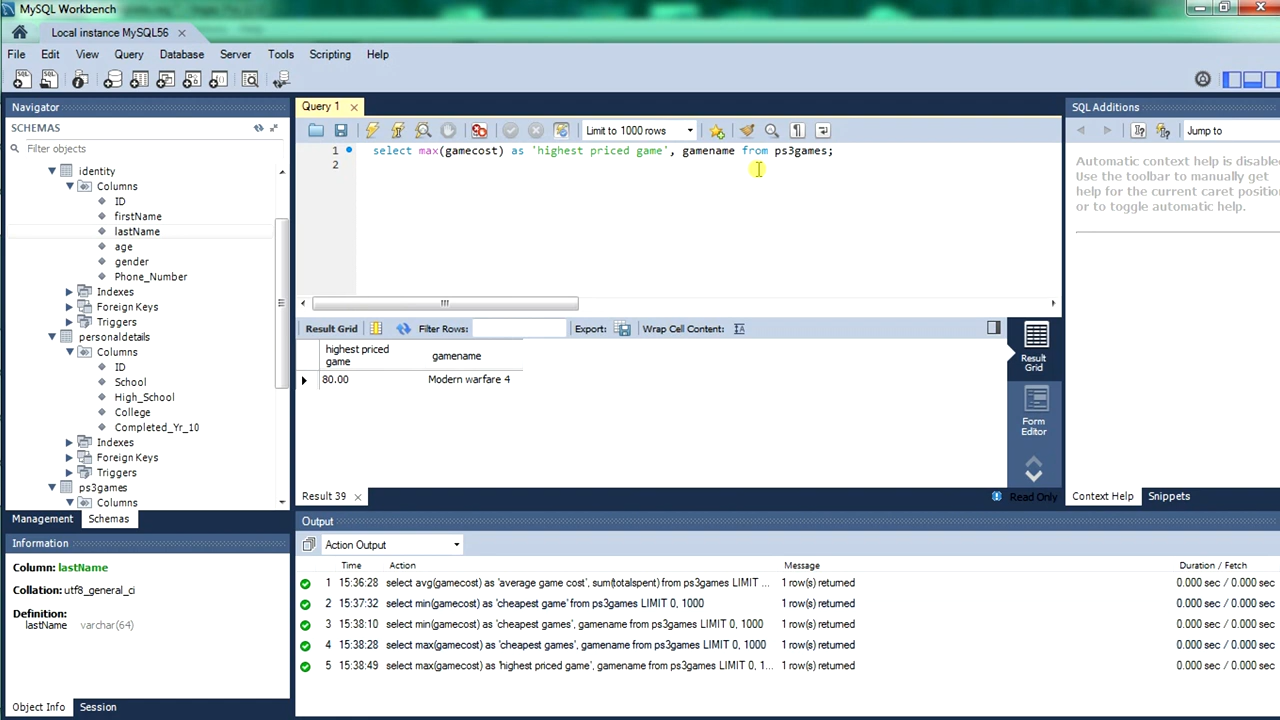 MySQL Workbench
Local instance MySQL56
File Edit View Query Database Server Tools Scripting Help
Navigator
SCHEMAS
Filter objects
identity
Columns
ID
firstName
lastName
age
gender
Phone_Number
Indexes
Foreign Keys
Triggers
personaldetails
Columns
ID
School
High_School
College
Completed_Yr_10
Indexes
Foreign Keys
Triggers
ps3games
Columns
Management Schemas
Information
Column: lastName
Collation: utf8_general_ci
Definition:
lastName varchar(64)
Object Info Session
Query 1
Limit to 1000 rows
1 select max(gamecost) as 'highest priced game', gamename from ps3games;
2
Result Grid Filter Rows: Export: Wrap Cell Content:
highest priced game gamename
80.00 Modern warfare 4
Result Grid
Form Editor
Result 39
Read Only
SQL Additions
Jump to
Automatic context help is disable
Use the toolbar to manually get
help for the current caret positio
or to toggle automatic help.
Context Help Snippets
Output
Action Output
Time Action Message Duration / Fetch
1 15:36:28 select avg(gamecost) as 'average game cost', sum(totalspent) from ps3games LIMIT ... 1 row(s) returned 0.000 sec / 0.000 sec
2 15:37:32 select min(gamecost) as 'cheapest game' from ps3games LIMIT 0, 1000 1 row(s) returned 0.000 sec / 0.000 sec
3 15:38:10 select min(gamecost) as 'cheapest games', gamename from ps3games LIMIT 0, 1000 1 row(s) returned 0.000 sec / 0.000 sec
4 15:38:28 select max(gamecost) as 'cheapest games', gamename from ps3games LIMIT 0, 1000 1 row(s) returned 0.000 sec / 0.000 sec
5 15:38:49 select max(gamecost) as 'highest priced game', gamename from ps3games LIMIT 0, 1... 1 row(s) returned 0.000 sec / 0.000 sec